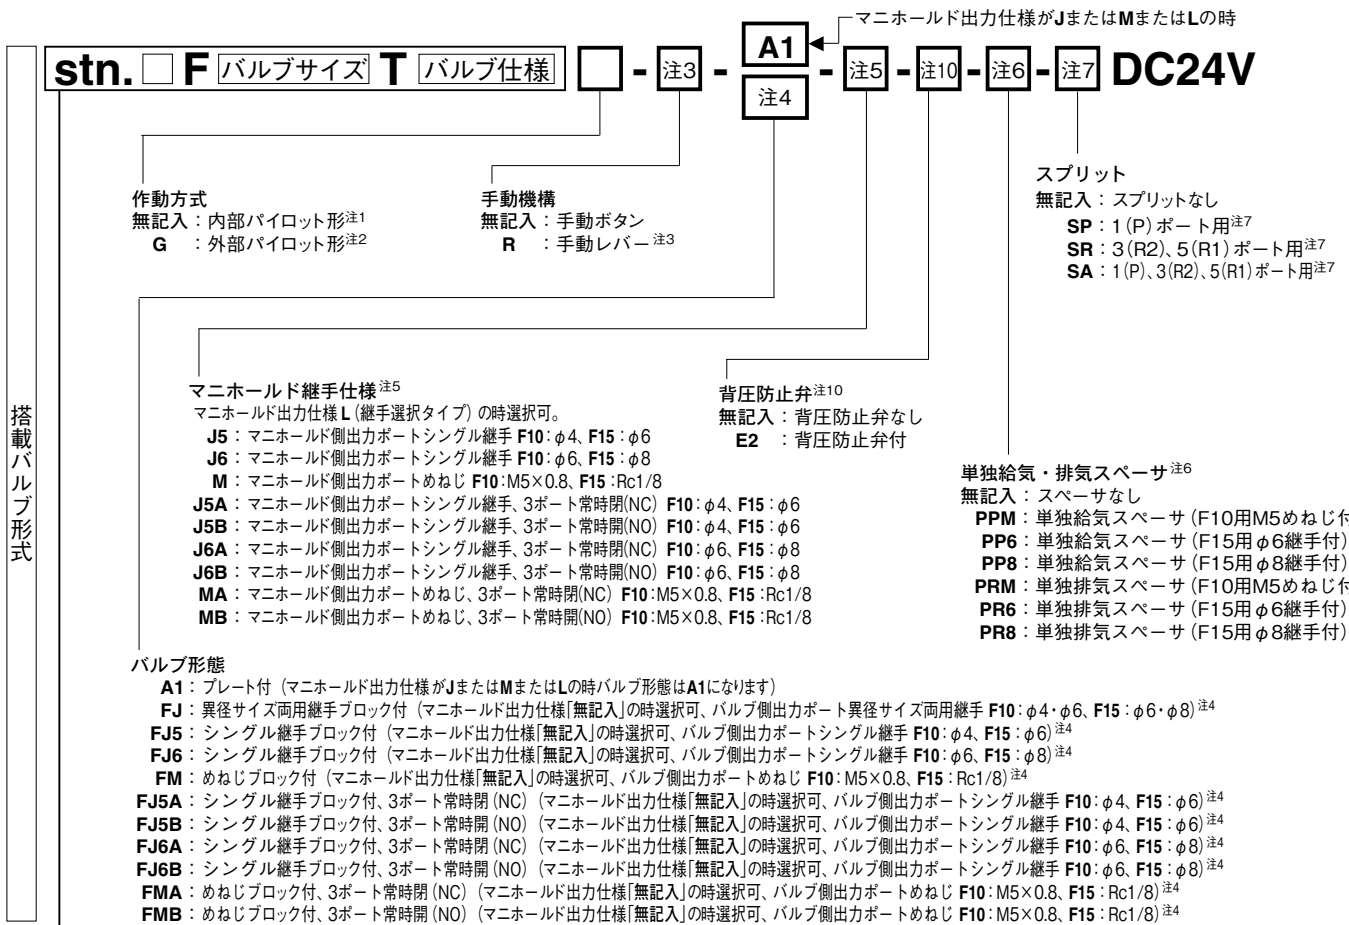 マニホールド出力仕様がJまたはMまたはLの時
stn. □ F バルブサイズ T バルブ仕様 □ - 注3 - A1 注4 - 注5 - 注10 - 注6 - 注7 DC24V
搭載バルブ形式
作動方式
無記入：内部パイロット形注1
G ：外部パイロット形注2
手動機構
無記入：手動ボタン
R ：手動レバー注3
スプリット
無記入：スプリットなし
SP：1(P)ポート用注7
SR：3(R2)、5(R1)ポート用注7
SA：1(P)、3(R2)、5(R1)ポート用注7
マニホールド継手仕様注5
マニホールド出力仕様L（継手選択タイプ）の時選択可。
J5：マニホールド側出力ポートシングル継手 F10：φ4、F15：φ6
J6：マニホールド側出力ポートシングル継手 F10：φ6、F15：φ8
M：マニホールド側出力ポートめねじ F10：M5×0.8、F15：Rc1/8
J5A：マニホールド側出力ポートシングル継手、3ポート常時閉(NC) F10：φ4、F15：φ6
J5B：マニホールド側出力ポートシングル継手、3ポート常時開(NO) F10：φ4、F15：φ6
J6A：マニホールド側出力ポートシングル継手、3ポート常時閉(NC) F10：φ6、F15：φ8
J6B：マニホールド側出力ポートシングル継手、3ポート常時開(NO) F10：φ6、F15：φ8
MA：マニホールド側出力ポートめねじ、3ポート常時閉(NC) F10：M5×0.8、F15：Rc1/8
MB：マニホールド側出力ポートめねじ、3ポート常時開(NO) F10：M5×0.8、F15：Rc1/8
背圧防止弁注10
無記入：背圧防止弁なし
E2 ：背圧防止弁付
単独給気・排気スペーサ注6
無記入：スペーサなし
PPM：単独給気スペーサ（F10用M5めねじ付
PP6：単独給気スペーサ（F15用φ6継手付）
PP8：単独給気スペーサ（F15用φ8継手付）
PRM：単独排気スペーサ（F10用M5めねじ付
PR6：単独排気スペーサ（F15用φ6継手付）
PR8：単独排気スペーサ（F15用φ8継手付）
バルブ形態
A1：プレート付（マニホールド出力仕様がJまたはMまたはLの時バルブ形態はA1になります）
FJ：異径サイズ両用継手ブロック付（マニホールド出力仕様「無記入」の時選択可、バルブ側出力ポート異径サイズ両用継手 F10：φ4・φ6、F15：φ6・φ8）注4
FJ5：シングル継手ブロック付（マニホールド出力仕様「無記入」の時選択可、バルブ側出力ポートシングル継手 F10：φ4、F15：φ6）注4
FJ6：シングル継手ブロック付（マニホールド出力仕様「無記入」の時選択可、バルブ側出力ポートシングル継手 F10：φ6、F15：φ8）注4
FM：めねじブロック付（マニホールド出力仕様「無記入」の時選択可、バルブ側出力ポートめねじ F10：M5×0.8、F15：Rc1/8）注4
FJ5A：シングル継手ブロック付、3ポート常時閉（NC）（マニホールド出力仕様「無記入」の時選択可、バルブ側出力ポートシングル継手 F10：φ4、F15：φ6）注4
FJ5B：シングル継手ブロック付、3ポート常時開（NO）（マニホールド出力仕様「無記入」の時選択可、バルブ側出力ポートシングル継手 F10：φ4、F15：φ6）注4
FJ6A：シングル継手ブロック付、3ポート常時閉（NC）（マニホールド出力仕様「無記入」の時選択可、バルブ側出力ポートシングル継手 F10：φ6、F15：φ8）注4
FJ6B：シングル継手ブロック付、3ポート常時開（NO）（マニホールド出力仕様「無記入」の時選択可、バルブ側出力ポートシングル継手 F10：φ6、F15：φ8）注4
FMA：めねじブロック付、3ポート常時閉（NC）（マニホールド出力仕様「無記入」の時選択可、バルブ側出力ポートめねじ F10：M5×0.8、F15：Rc1/8）注4
FMB：めねじブロック付、3ポート常時開（NO）（マニホールド出力仕様「無記入」の時選択可、バルブ側出力ポートめねじ F10：M5×0.8、F15：Rc1/8）注4